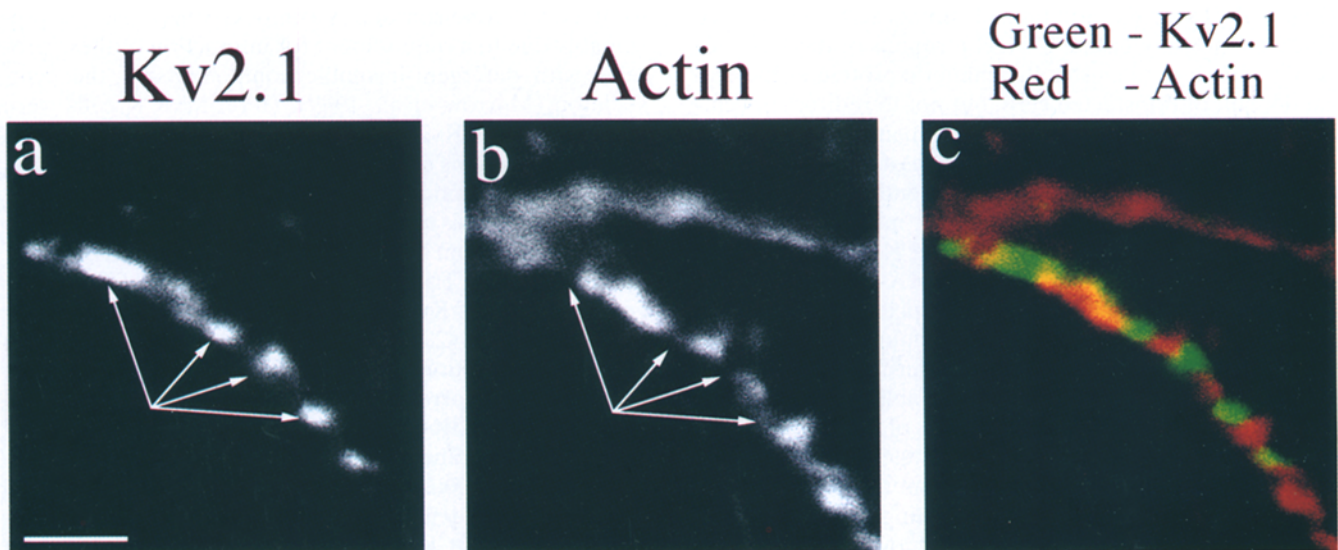 Kv2.1
Actin
Green - Kv2.1
Red - Actin
a
b
c